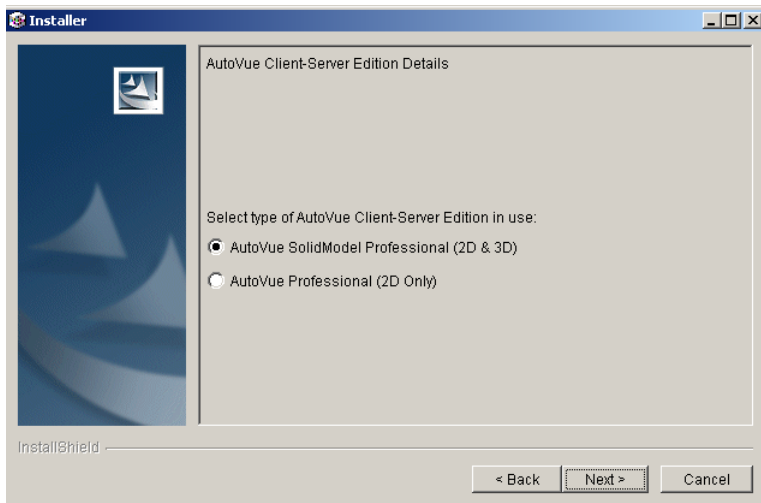 Installer
AutoVue Client-Server Edition Details
Select type of AutoVue Client-Server Edition in use:
AutoVue SolidModel Professional (2D & 3D)
AutoVue Professional (2D Only)
InstallShield
< Back
Next >
Cancel